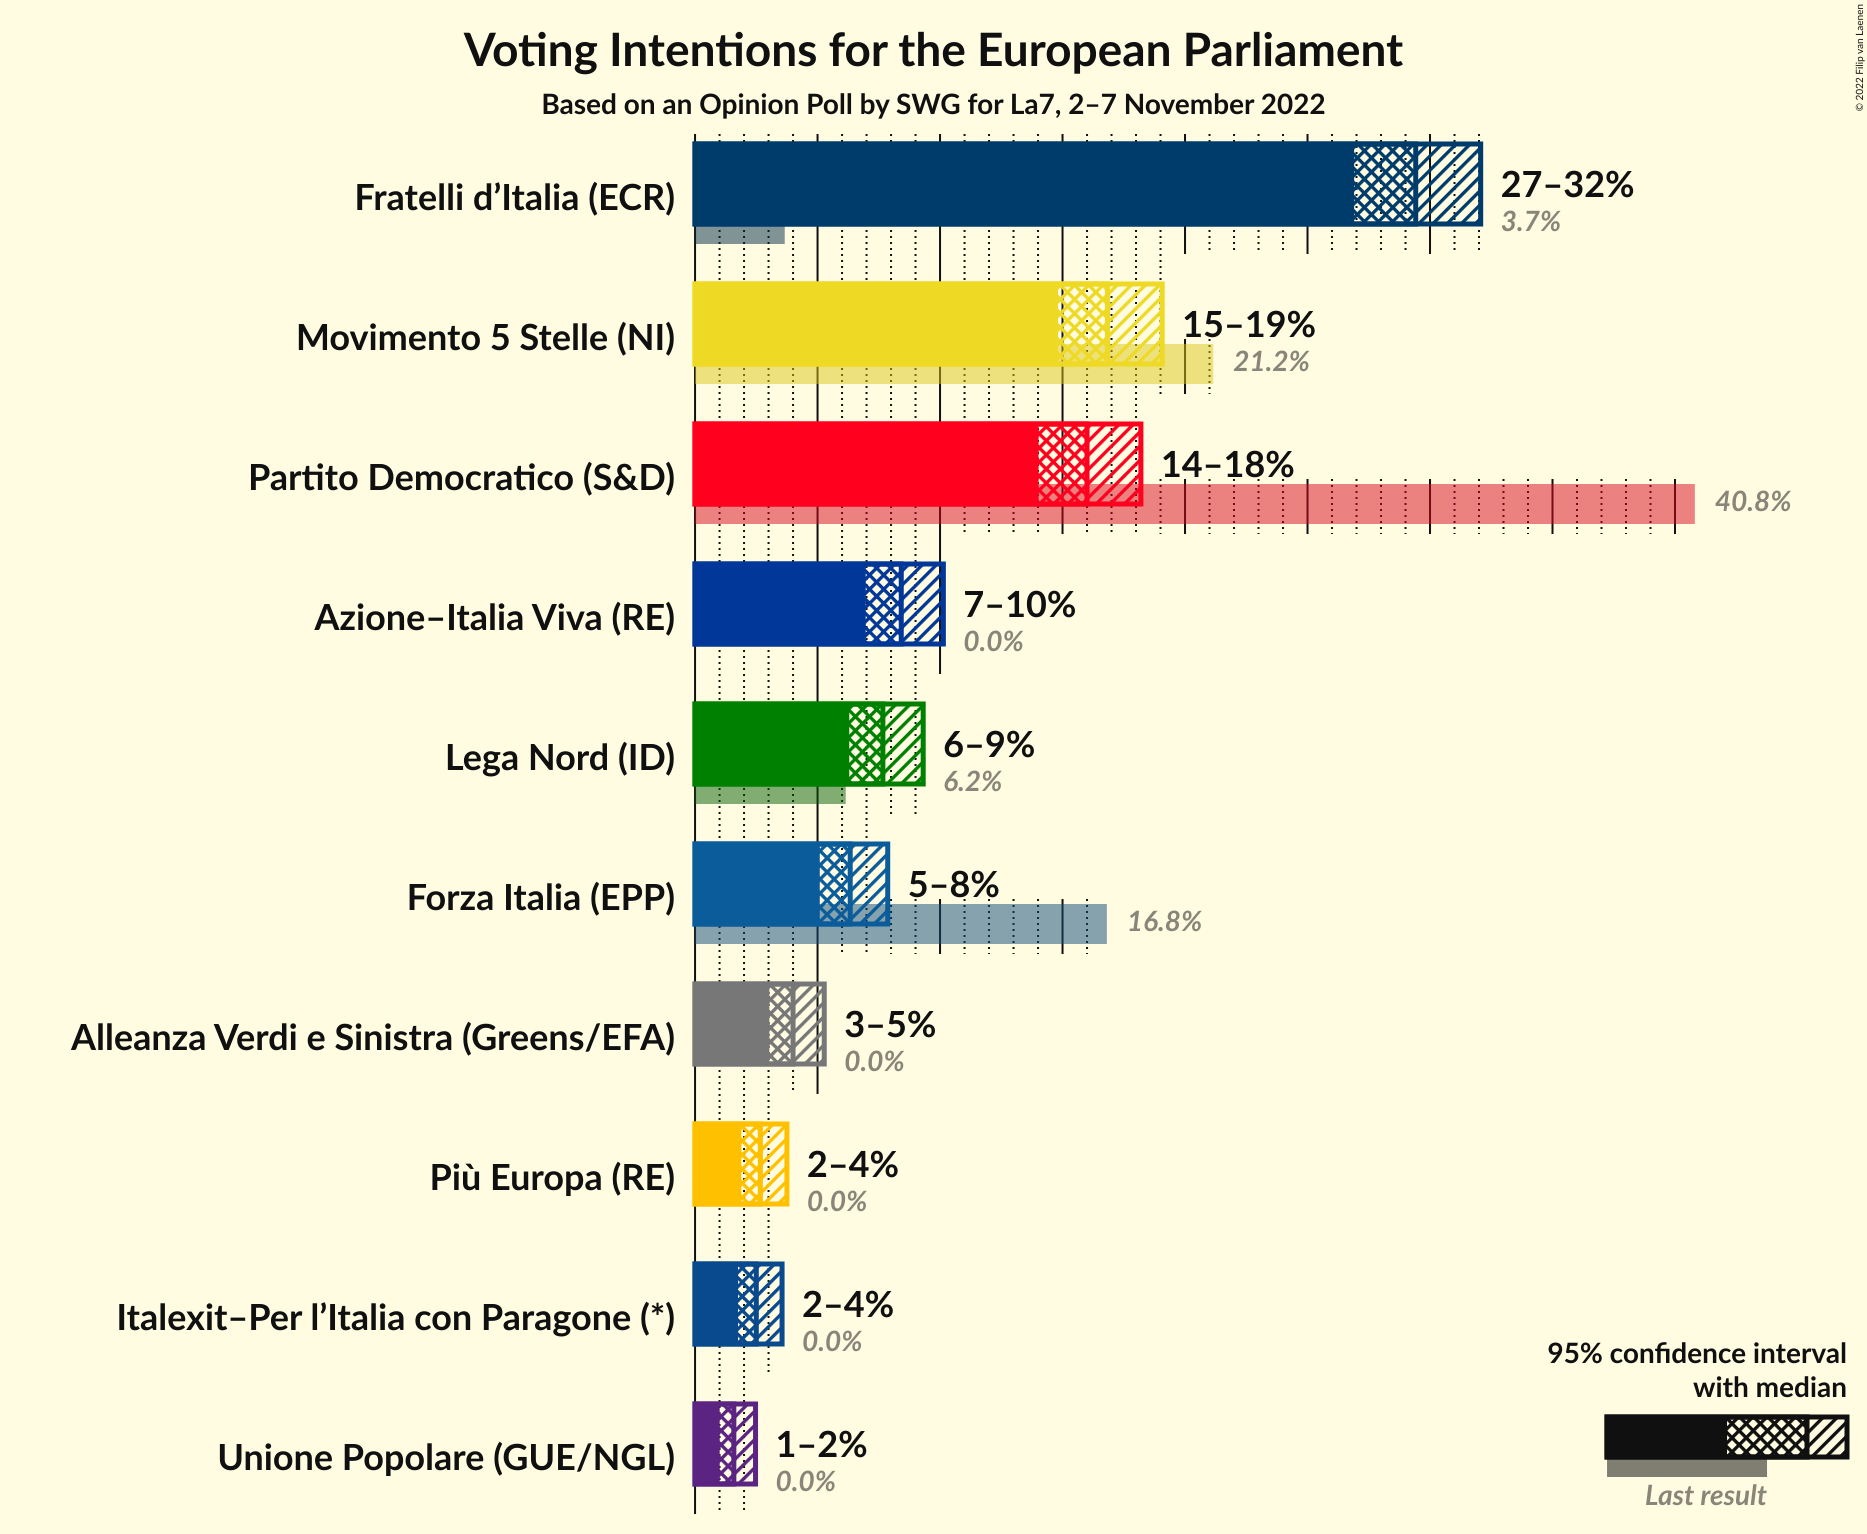 Voting Intentions for the European Parliament
Based on an Opinion Poll by SWG for La7, 2–7 November 2022
© 2022 Filip van Laenen
Fratelli d’Italia (ECR)
27–32%
3.7%
Movimento 5 Stelle (NI)
15–19%
21.2%
Partito Democratico (S&D)
14–18%
40.8%
Azione–Italia Viva (RE)
7–10%
0.0%
Lega Nord (ID)
6–9%
6.2%
Forza Italia (EPP)
5–8%
16.8%
Alleanza Verdi e Sinistra (Greens/EFA)
3–5%
0.0%
Più Europa (RE)
2–4%
0.0%
Italexit–Per l’Italia con Paragone (*)
2–4%
0.0%
Unione Popolare (GUE/NGL)
1–2%
0.0%
95% confidence interval
with median
Last result